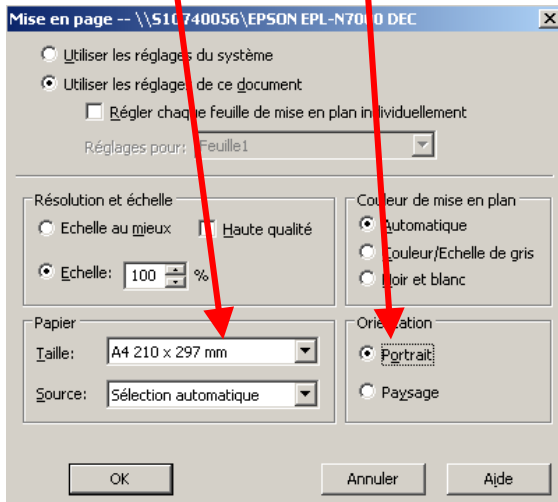 Mise en page -- \\S10740056\EPSON EPL-N7000 DEC
Utiliser les réglages du système
Utiliser les réglages de ce document
Régler chaque feuille de mise en plan individuellement
Réglages pour: Feuille1
Résolution et échelle
Echelle au mieux Haute qualité
Echelle: 100 %
Couleur de mise en plan
Automatique
Couleur/Echelle de gris
Noir et blanc
Papier
Taille: A4 210 x 297 mm
Source: Sélection automatique
Orientation
Portrait
Paysage
OK Annuler Aide